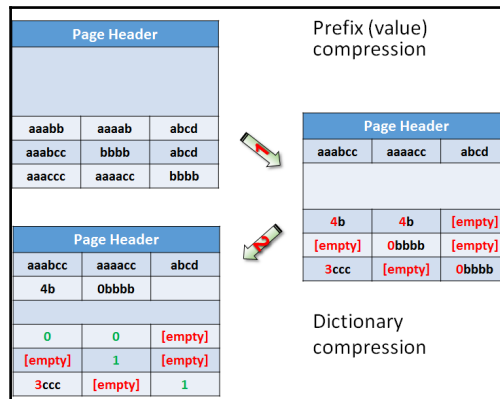 Page Header
aaabb aaaab abcd
aaabcc bbbb abcd
aaaccc aaaacc bbbb
Prefix (value)
compression
1
Page Header
aaabcc aaaacc abcd
4b 4b [empty]
[empty] 0bbbb [empty]
3ccc [empty] 0bbbb
2
Page Header
aaabcc aaaacc abcd
4b 0bbbb
0 0 [empty]
[empty] 1 [empty]
3ccc [empty] 1
Dictionary
compression